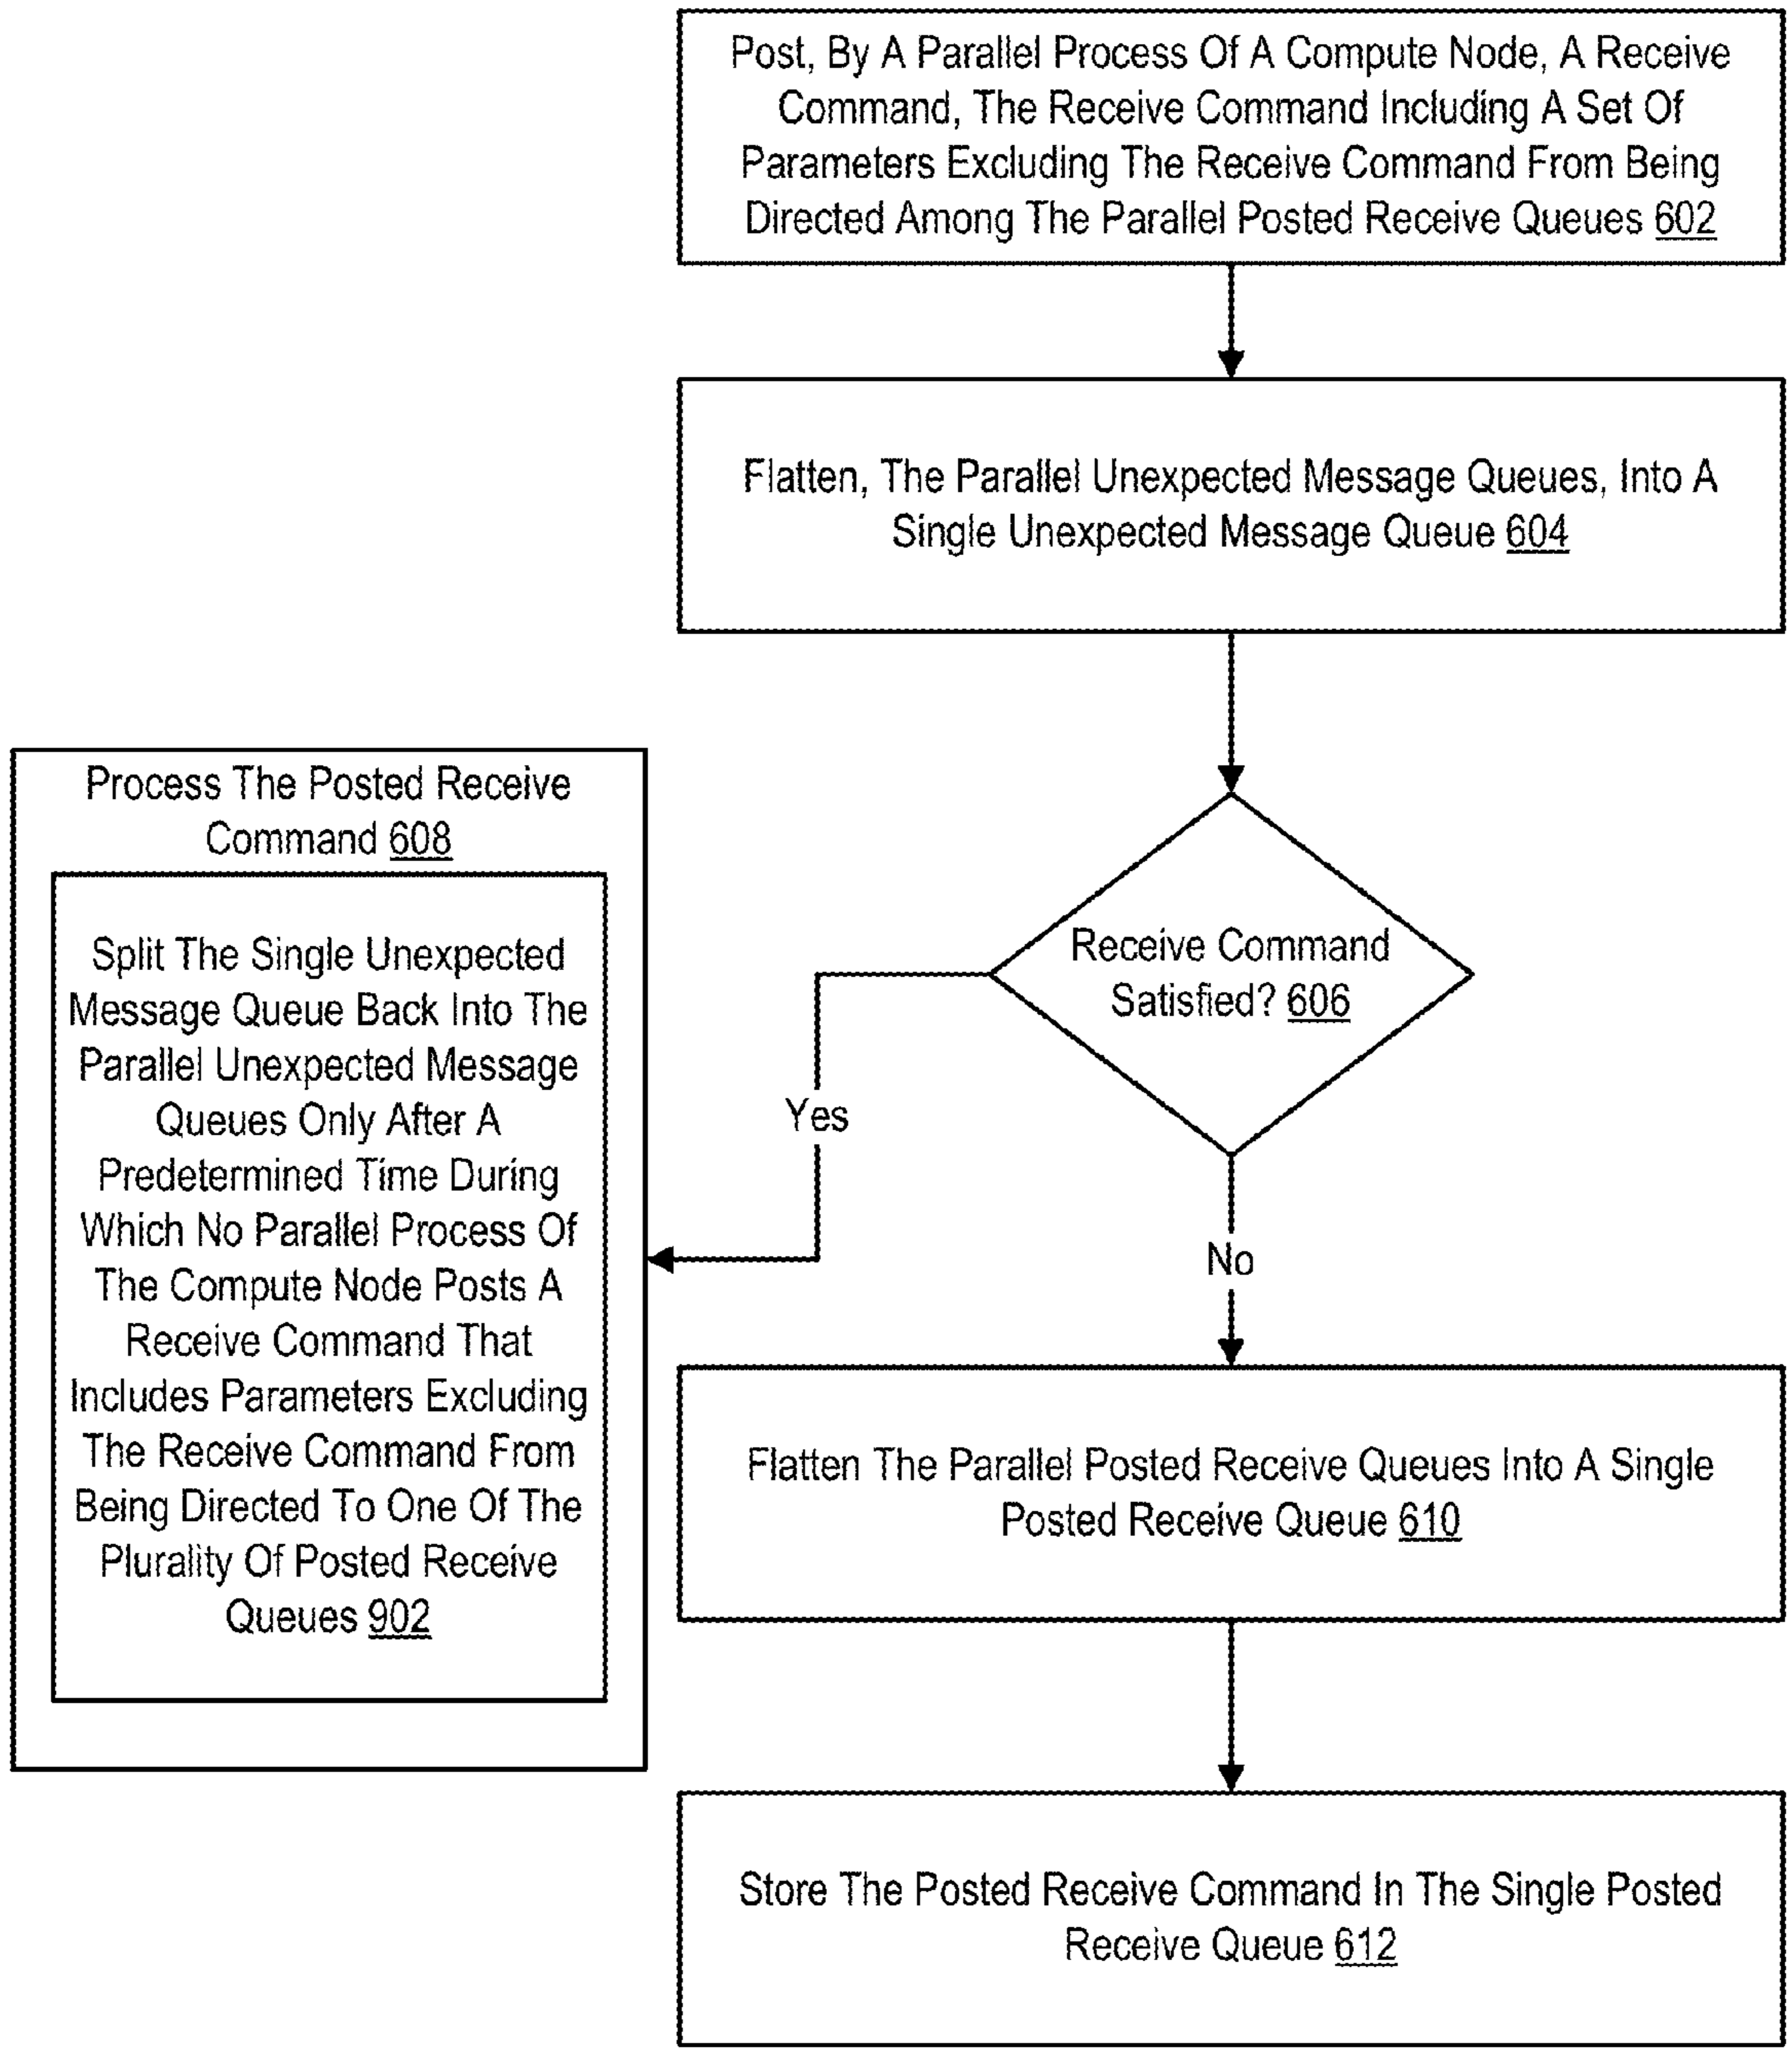 Post, By A Parallel Process Of A Compute Node, A Receive
Command, The Receive Command Including A Set Of
Parameters Excluding The Receive Command From Being
Directed Among The Parallel Posted Receive Queues 602
Flatten, The Parallel Unexpected Message Queues, Into A
Single Unexpected Message Queue 604
Receive Command
Satisfied? 606
Yes
Process The Posted Receive
Command 608
Split The Single Unexpected
Message Queue Back Into The
Parallel Unexpected Message
Queues Only After A
Predetermined Time During
Which No Parallel Process Of
The Compute Node Posts A
Receive Command That
Includes Parameters Excluding
The Receive Command From
Being Directed To One Of The
Plurality Of Posted Receive
Queues 902
No
Flatten The Parallel Posted Receive Queues Into A Single
Posted Receive Queue 610
Store The Posted Receive Command In The Single Posted
Receive Queue 612